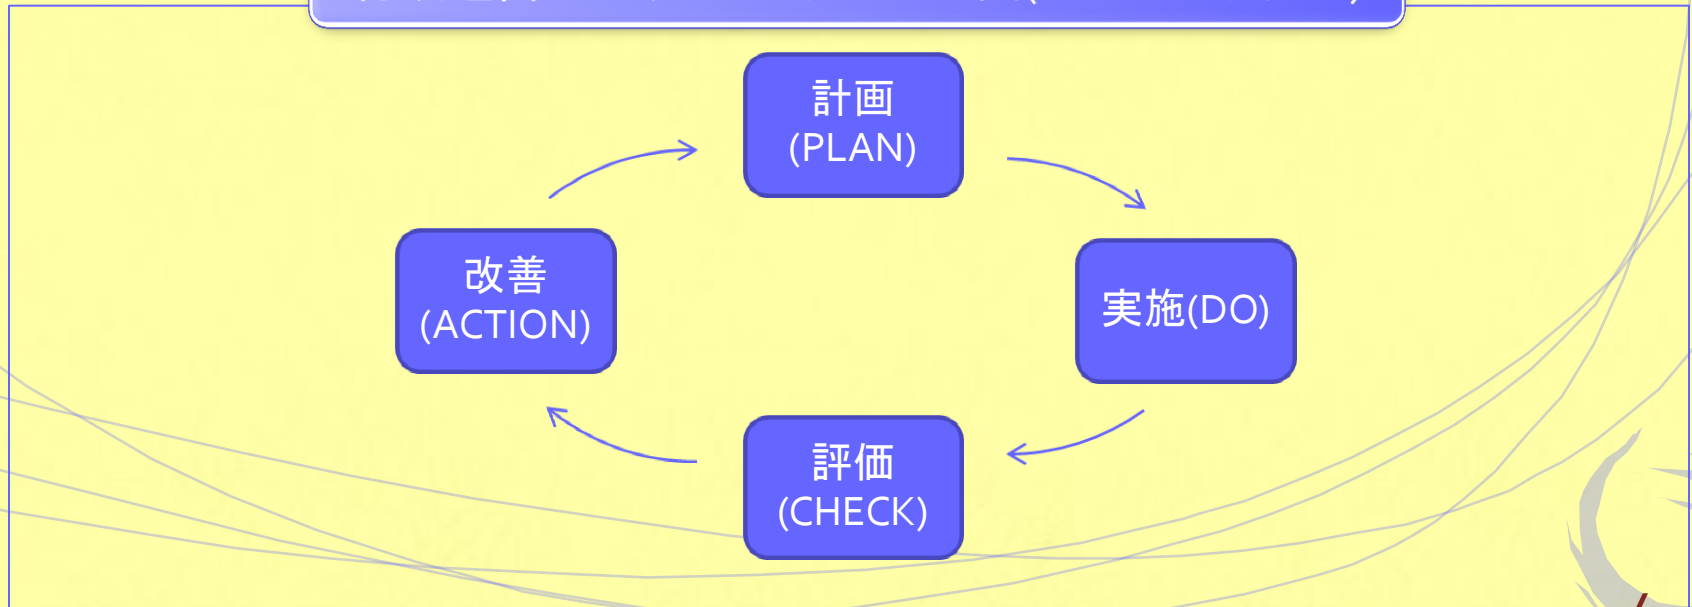 計画
(PLAN)
改善
(ACTION)
実施(DO)
評価
(CHECK)